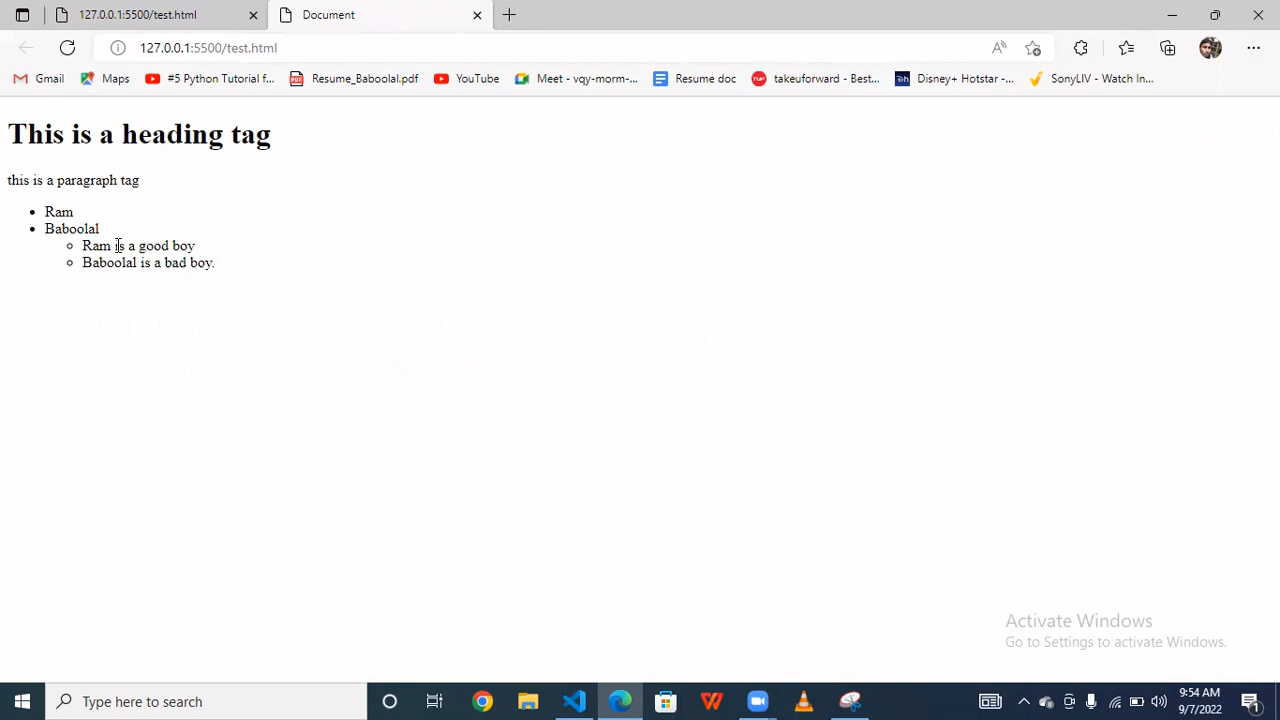 127.0.0.1:5500/test.html
Document
127.0.0.1:5500/test.html
Gmail
Maps
#5 Python Tutorial f...
Resume_Baboolal.pdf
YouTube
Meet - vqy-morm-...
Resume doc
takeuforward - Best...
Disney+ Hotstar -...
SonyLIV - Watch In...
This is a heading tag
this is a paragraph tag
Ram
Baboolal
Ram is a good boy
Baboolal is a bad boy.
Activate Windows
Go to Settings to activate Windows.
Type here to search
9:54 AM
9/7/2022